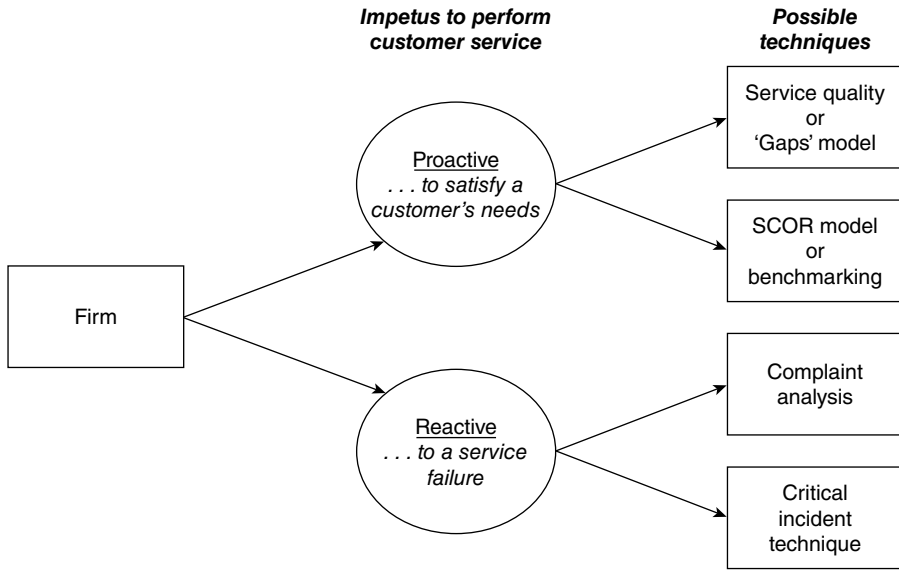 Impetus to perform
customer service
Possible
techniques
Service quality
or
‘Gaps’ model
Proactive
. . . to satisfy a
customer’s needs
SCOR model
or
benchmarking
Firm
Complaint
analysis
Reactive
. . . to a service
failure
Critical
incident
technique